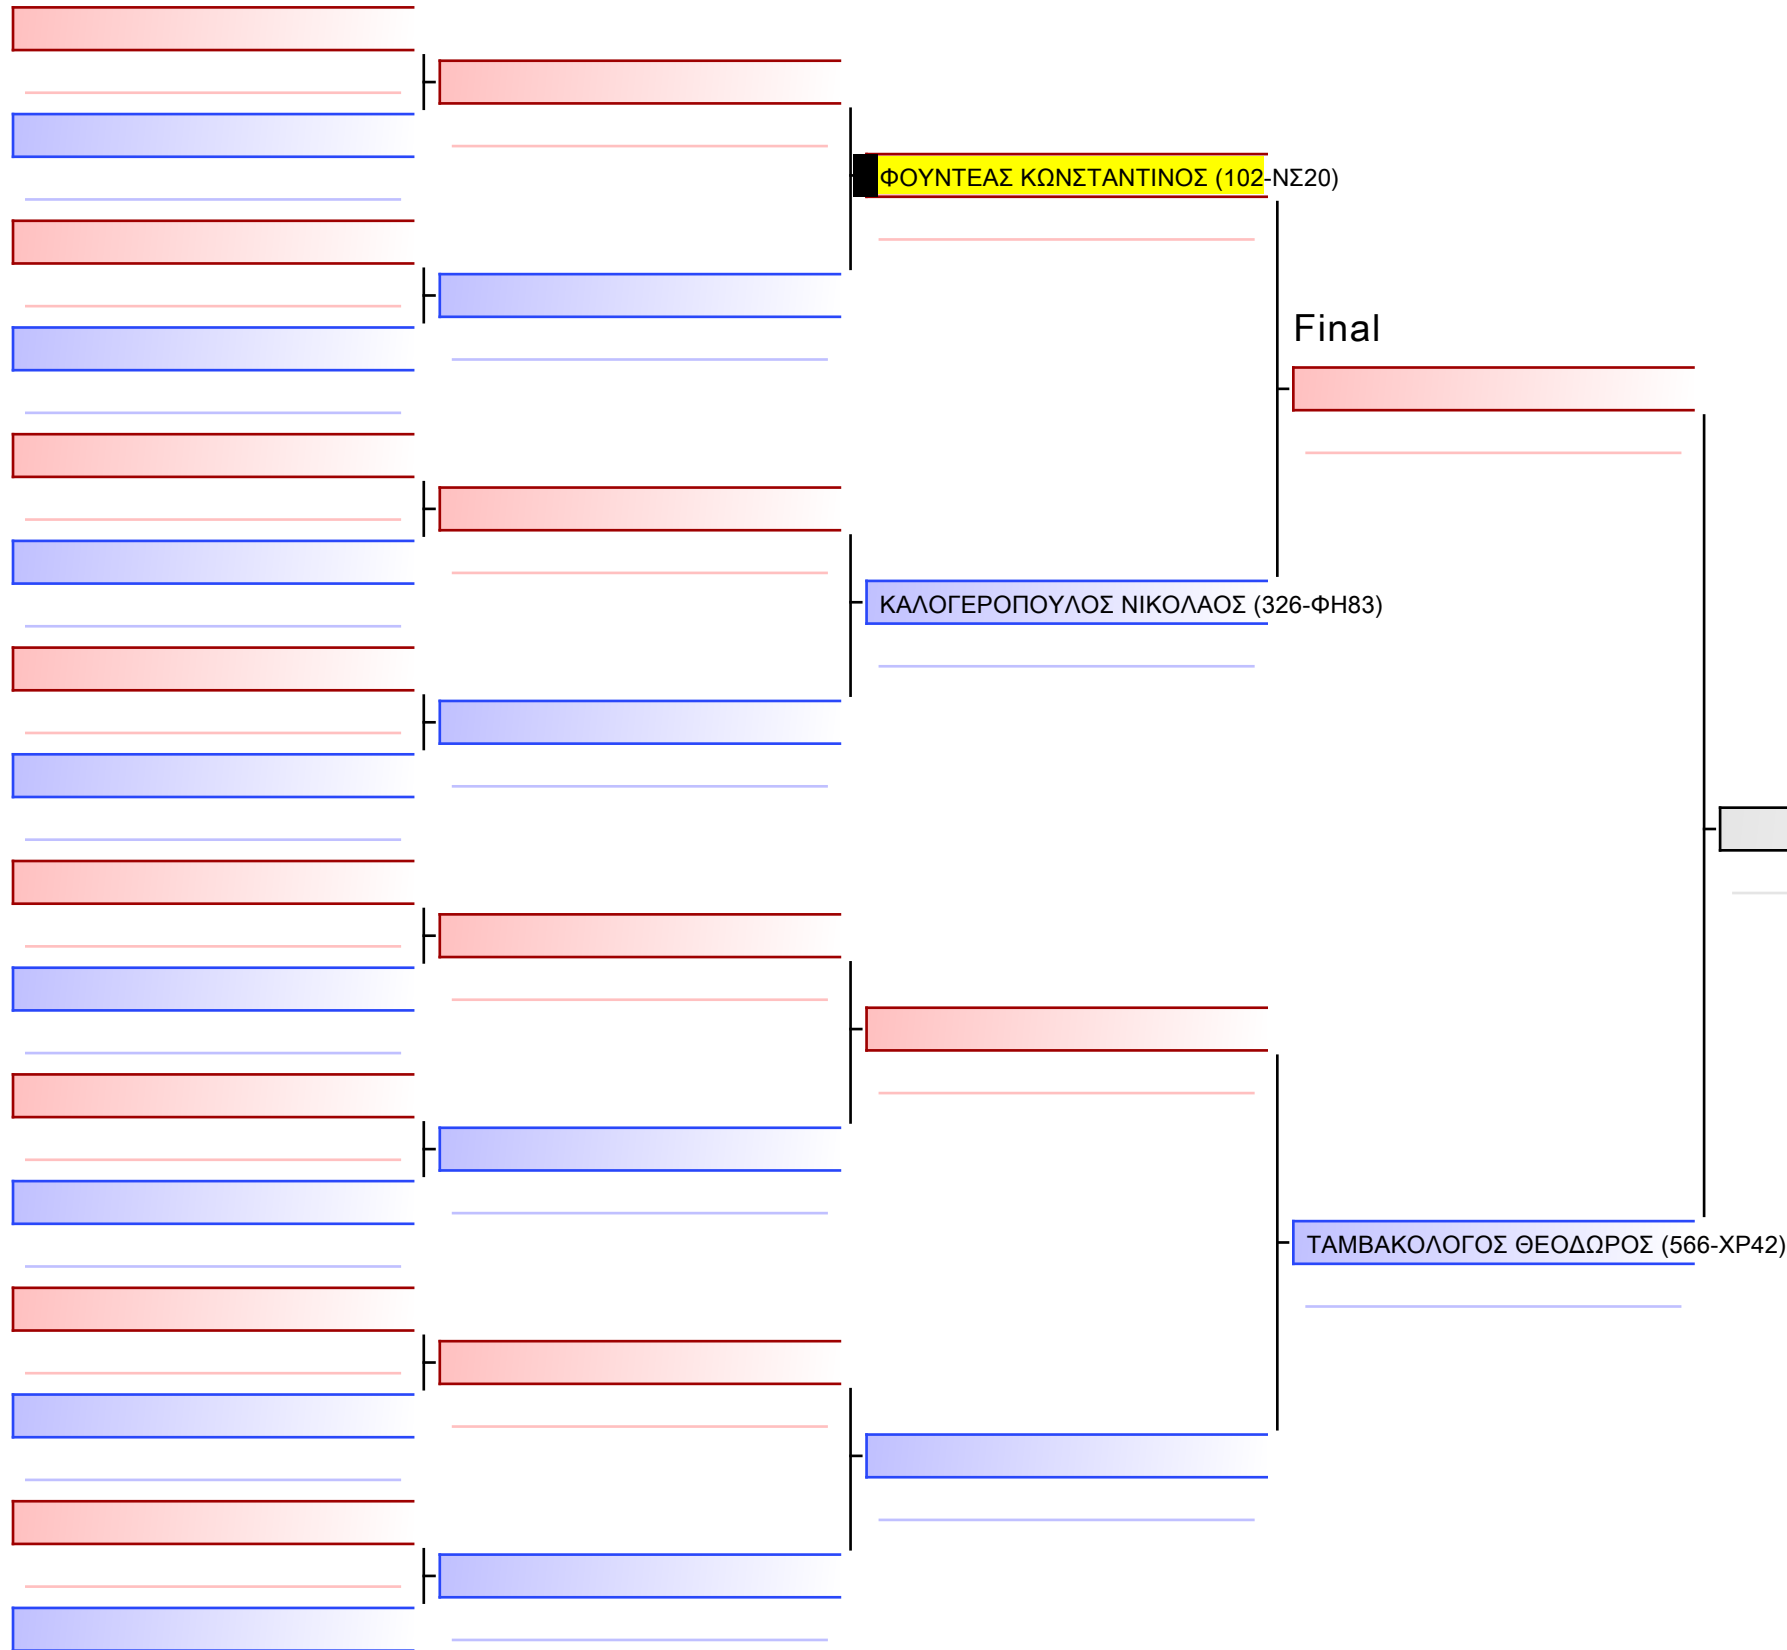 ΦΟΥΝΤΕΑΣ ΚΩΝΣΤΑΝΤΙΝΟΣ (102-ΝΣ20)
Final
ΚΑΛΟΓΕΡΟΠΟΥΛΟΣ ΝΙΚΟΛΑΟΣ (326-ΦΗ83)
ΤΑΜΒΑΚΟΛΟΓΟΣ ΘΕΟΔΩΡΟΣ (566-ΧΡ42)